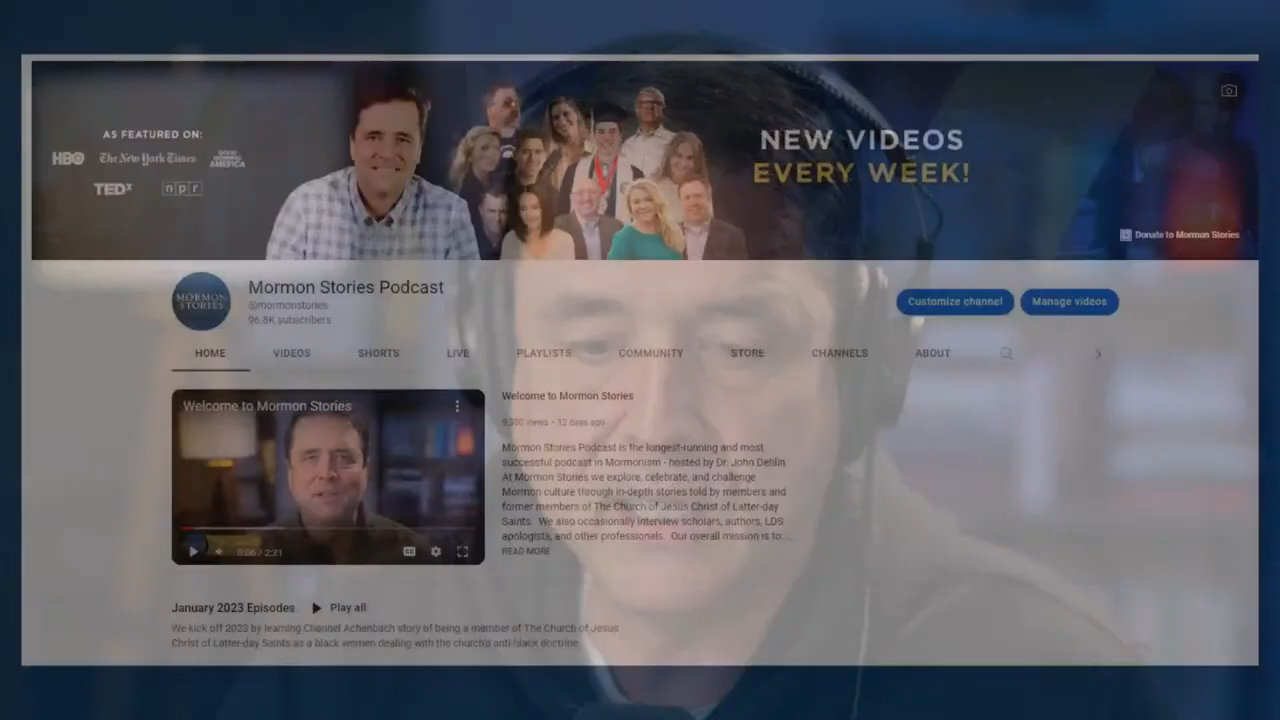 AS FEATURED ON:
HBO The New York Times GOOD MORNING AMERICA
TEDx npr
NEW VIDEOS
EVERY WEEK!
Donate to Mormon Stories
MORMON
STORIES
Mormon Stories Podcast
@mormonstories
96.8K subscribers
Customize channel Manage videos
HOME VIDEOS SHORTS LIVE PLAYLISTS COMMUNITY STORE CHANNELS ABOUT
Welcome to Mormon Stories
0:06 / 2:21
Welcome to Mormon Stories
9,300 views • 12 days ago
Mormon Stories Podcast is the longest-running and most
successful podcast in Mormonism - hosted by Dr. John Dehlin
At Mormon Stories we explore, celebrate, and challenge
Mormon culture through in-depth stories told by members and
former members of The Church of Jesus Christ of Latter-day
Saints. We also occasionally interview scholars, authors, LDS
apologists, and other professionals. Our overall mission is to...
READ MORE
January 2023 Episodes Play all
We kick off 2023 by learning Channel Achenbach story of being a member of The Church of Jesus
Christ of Latter-day Saints as a black women dealing with the church's anti-black doctrine